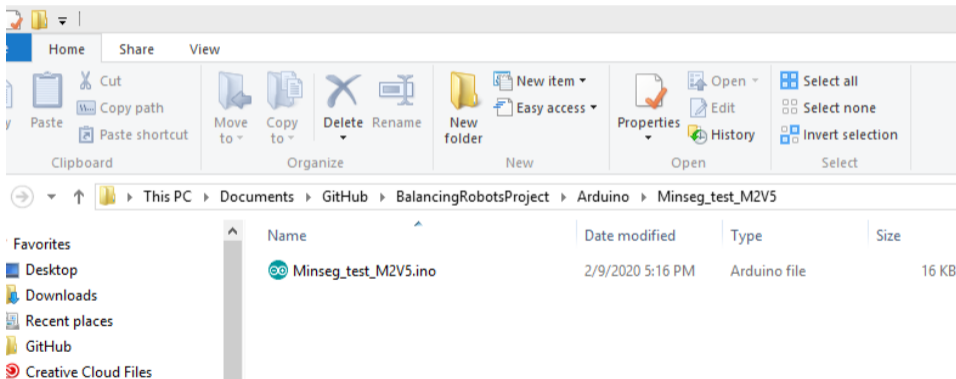 Home Share View
Cut
Copy path
Paste shortcut
Paste
Move to
Copy to
Delete
Rename
New folder
New item
Easy access
Properties
Open
Edit
History
Select all
Select none
Invert selection
Clipboard Organize New Open Select
This PC Documents GitHub BalancingRobotsProject Arduino Minseg_test_M2V5
Name Date modified Type Size
Minseg_test_M2V5.ino 2/9/2020 5:16 PM Arduino file 16 KB
Favorites
Desktop
Downloads
Recent places
GitHub
Creative Cloud Files